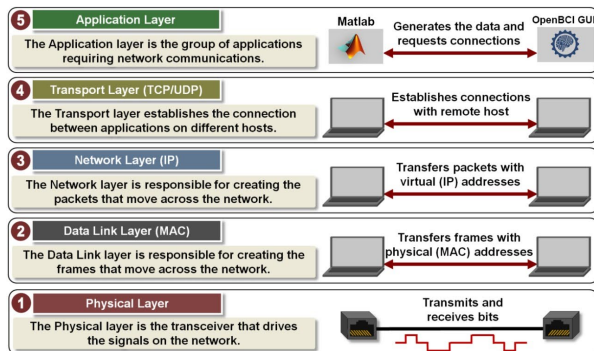 5
Application Layer
The Application layer is the group of applications
requiring network communications.
Matlab
Generates the data and
requests connections
OpenBCI GUI
4
Transport Layer (TCP/UDP)
The Transport layer establishes the connection
between applications on different hosts.
Establishes connections
with remote host
3
Network Layer (IP)
The Network layer is responsible for creating the
packets that move across the network.
Transfers packets with
virtual (IP) addresses
2
Data Link Layer (MAC)
The Data Link layer is responsible for creating the
frames that move across the network.
Transfers frames with
physical (MAC) addresses
1
Physical Layer
The Physical layer is the transceiver that drives
the signals on the network.
Transmits and
receives bits